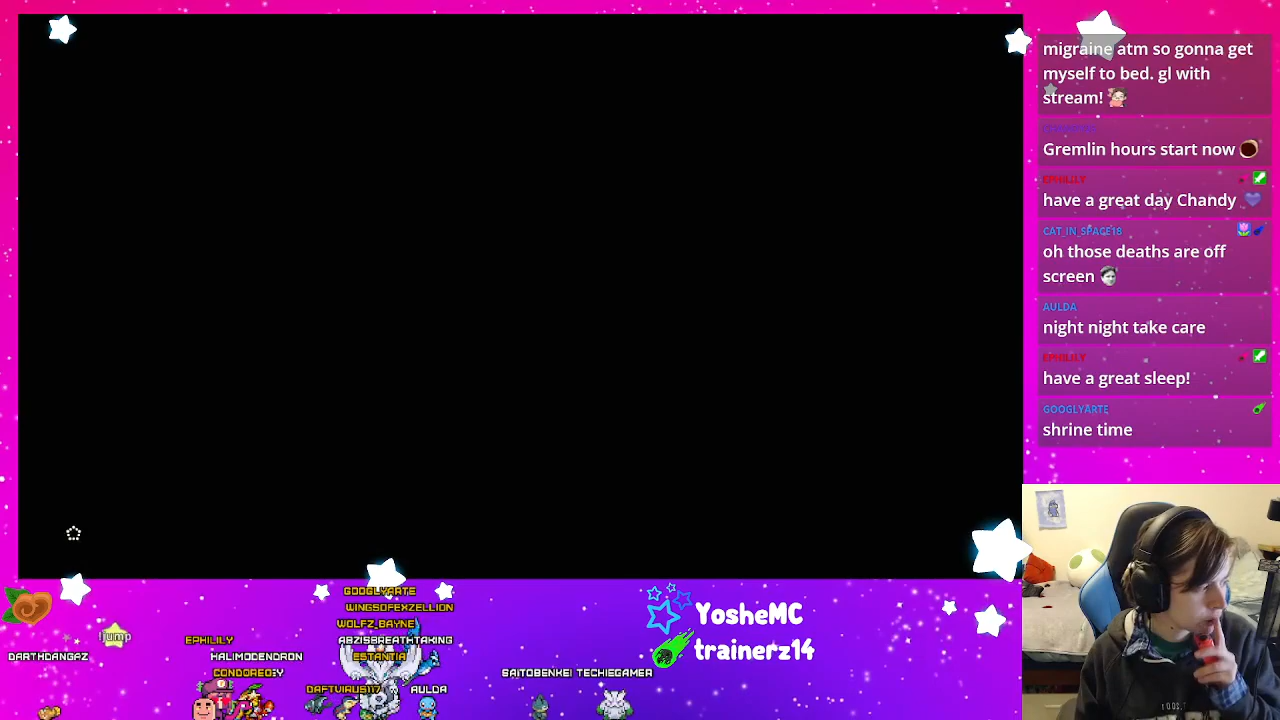 migraine atm so gonna get
myself to bed. gl with
stream!
Gremlin hours start now
EPHILILY
have a great day Chandy
CAT_IN_SPACE18
oh those deaths are off
screen
AULDA
night night take care
EPHILILY
have a great sleep!
GOOGLYARTE
shrine time
GOOGLYARTE
WINGSOFEXZELLION
WOLFZ_BAYNE
!jump
EPHILILY
ABZISBREATHTAKING
DARTHDANGAZ
HALIMODENDRON
ESTANTIA
SAITOBENKEI TECHIEGAMER
DAFTVIRUS117
AULDA
YosheMC
trainerz14